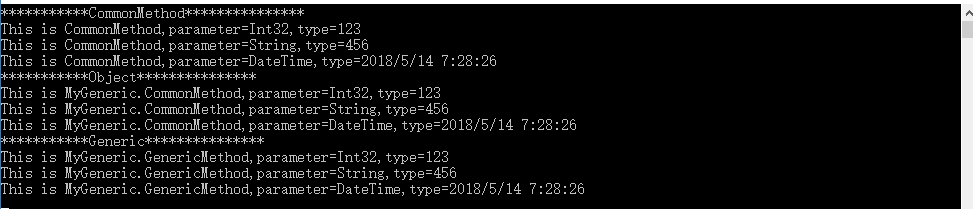 ***********CommonMethod***************
This is CommonMethod,parameter=Int32,type=123
This is CommonMethod,parameter=String,type=456
This is CommonMethod,parameter=DateTime,type=2018/5/14 7:28:26
***********Object***************
This is MyGeneric.CommonMethod,parameter=Int32,type=123
This is MyGeneric.CommonMethod,parameter=String,type=456
This is MyGeneric.CommonMethod,parameter=DateTime,type=2018/5/14 7:28:26
***********Generic***************
This is MyGeneric.GenericMethod,parameter=Int32,type=123
This is MyGeneric.GenericMethod,parameter=String,type=456
This is MyGeneric.GenericMethod,parameter=DateTime,type=2018/5/14 7:28:26